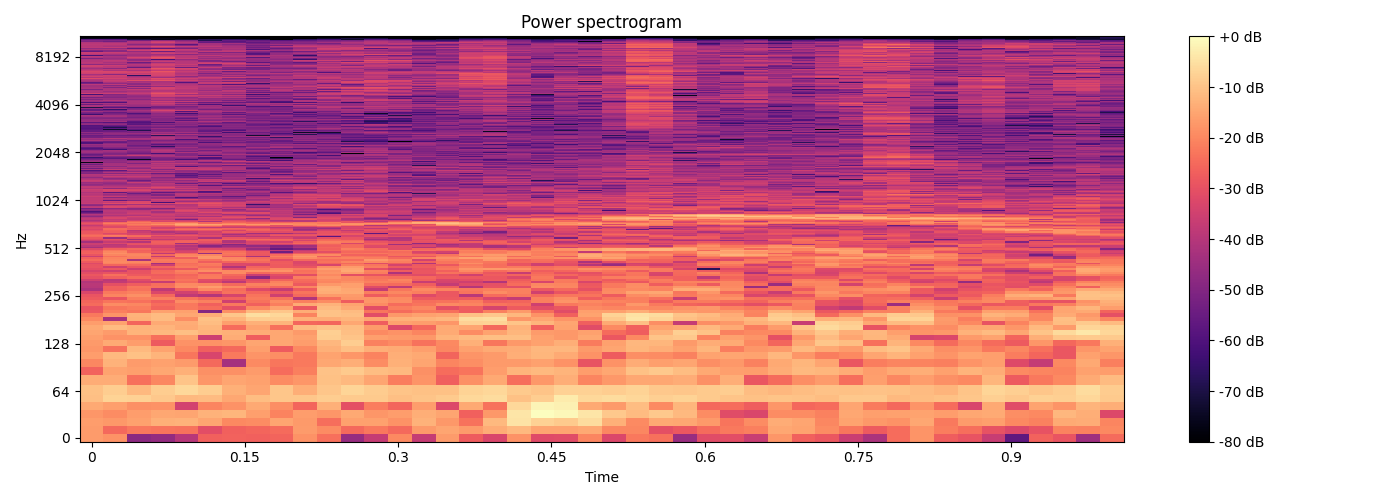 Power spectrogram
Hz
8192
4096
2048
1024
512
256
128
64
0
0 0.15 0.3 0.45 0.6 0.75 0.9
Time
+0 dB
-10 dB
-20 dB
-30 dB
-40 dB
-50 dB
-60 dB
-70 dB
-80 dB